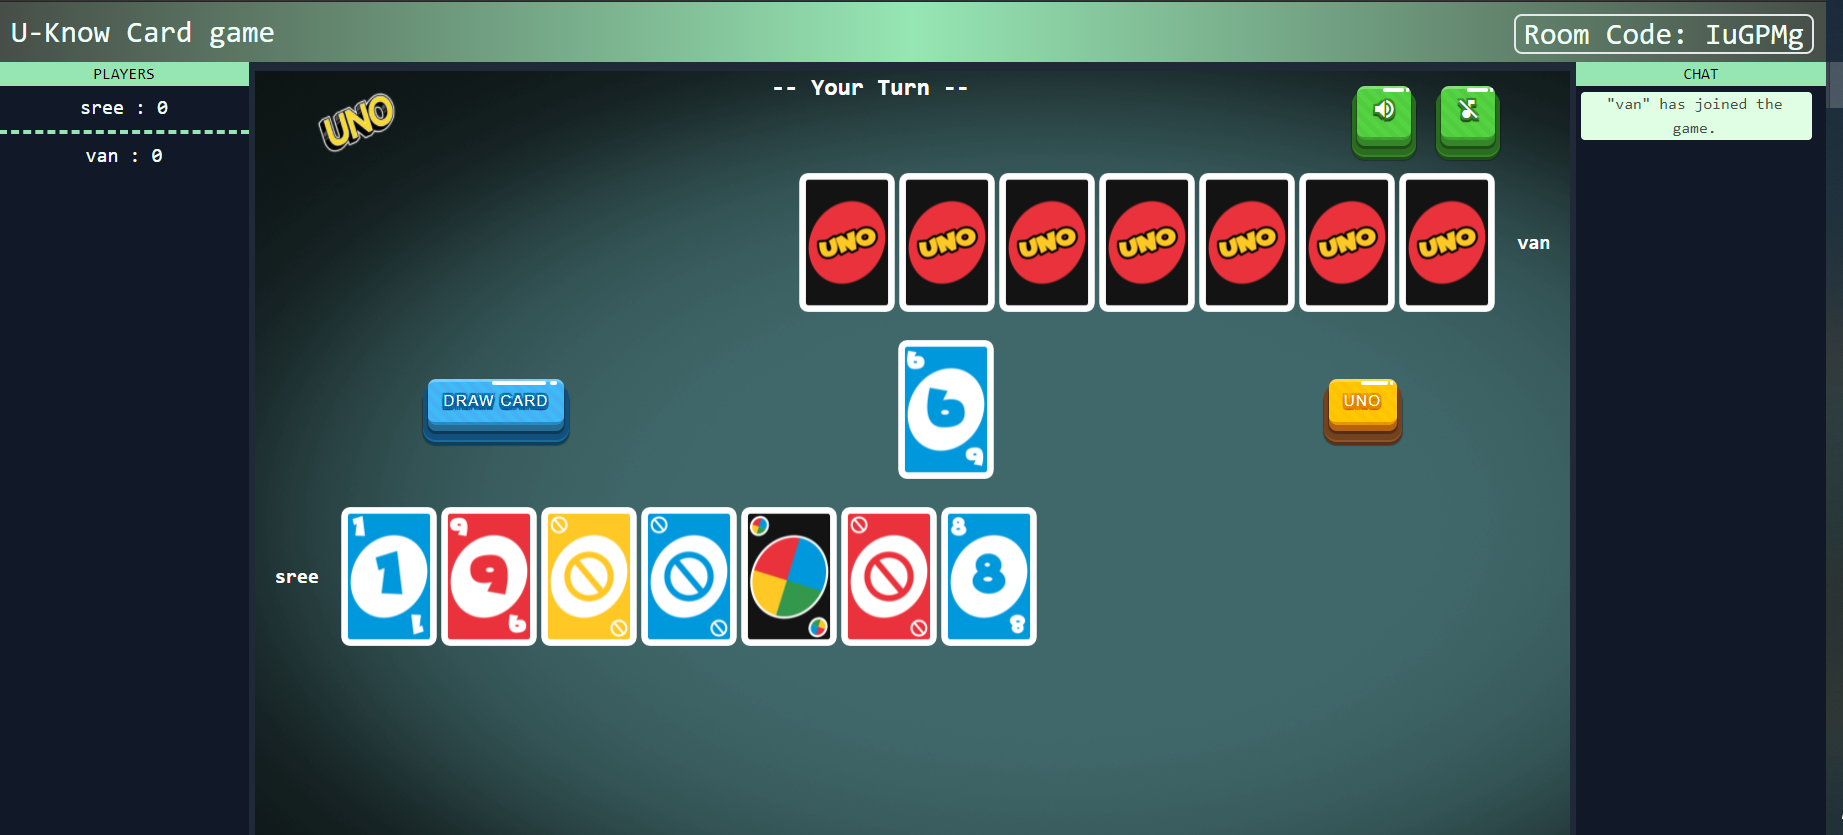 U-Know Card game
Room Code: IuGPMg
PLAYERS
sree : 0
van : 0
-- Your Turn --
UNO
UNO
UNO
UNO
UNO
UNO
UNO
UNO
van
DRAW CARD
6
6
6
UNO
sree
1
1
1
9
9
9
8
8
8
CHAT
"van" has joined the
game.